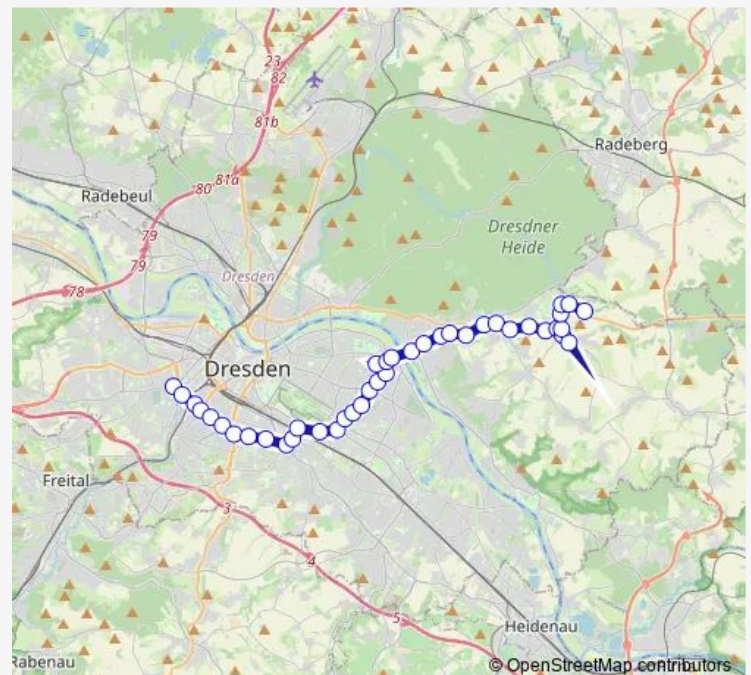 23
82
81b
Radeberg
81a
80
Radebeul
79
Dresdner
Heide
79
Dresden
78
Dresden
Freital
3
4
5
Heidenau
Rabenau
© OpenStreetMap contributors